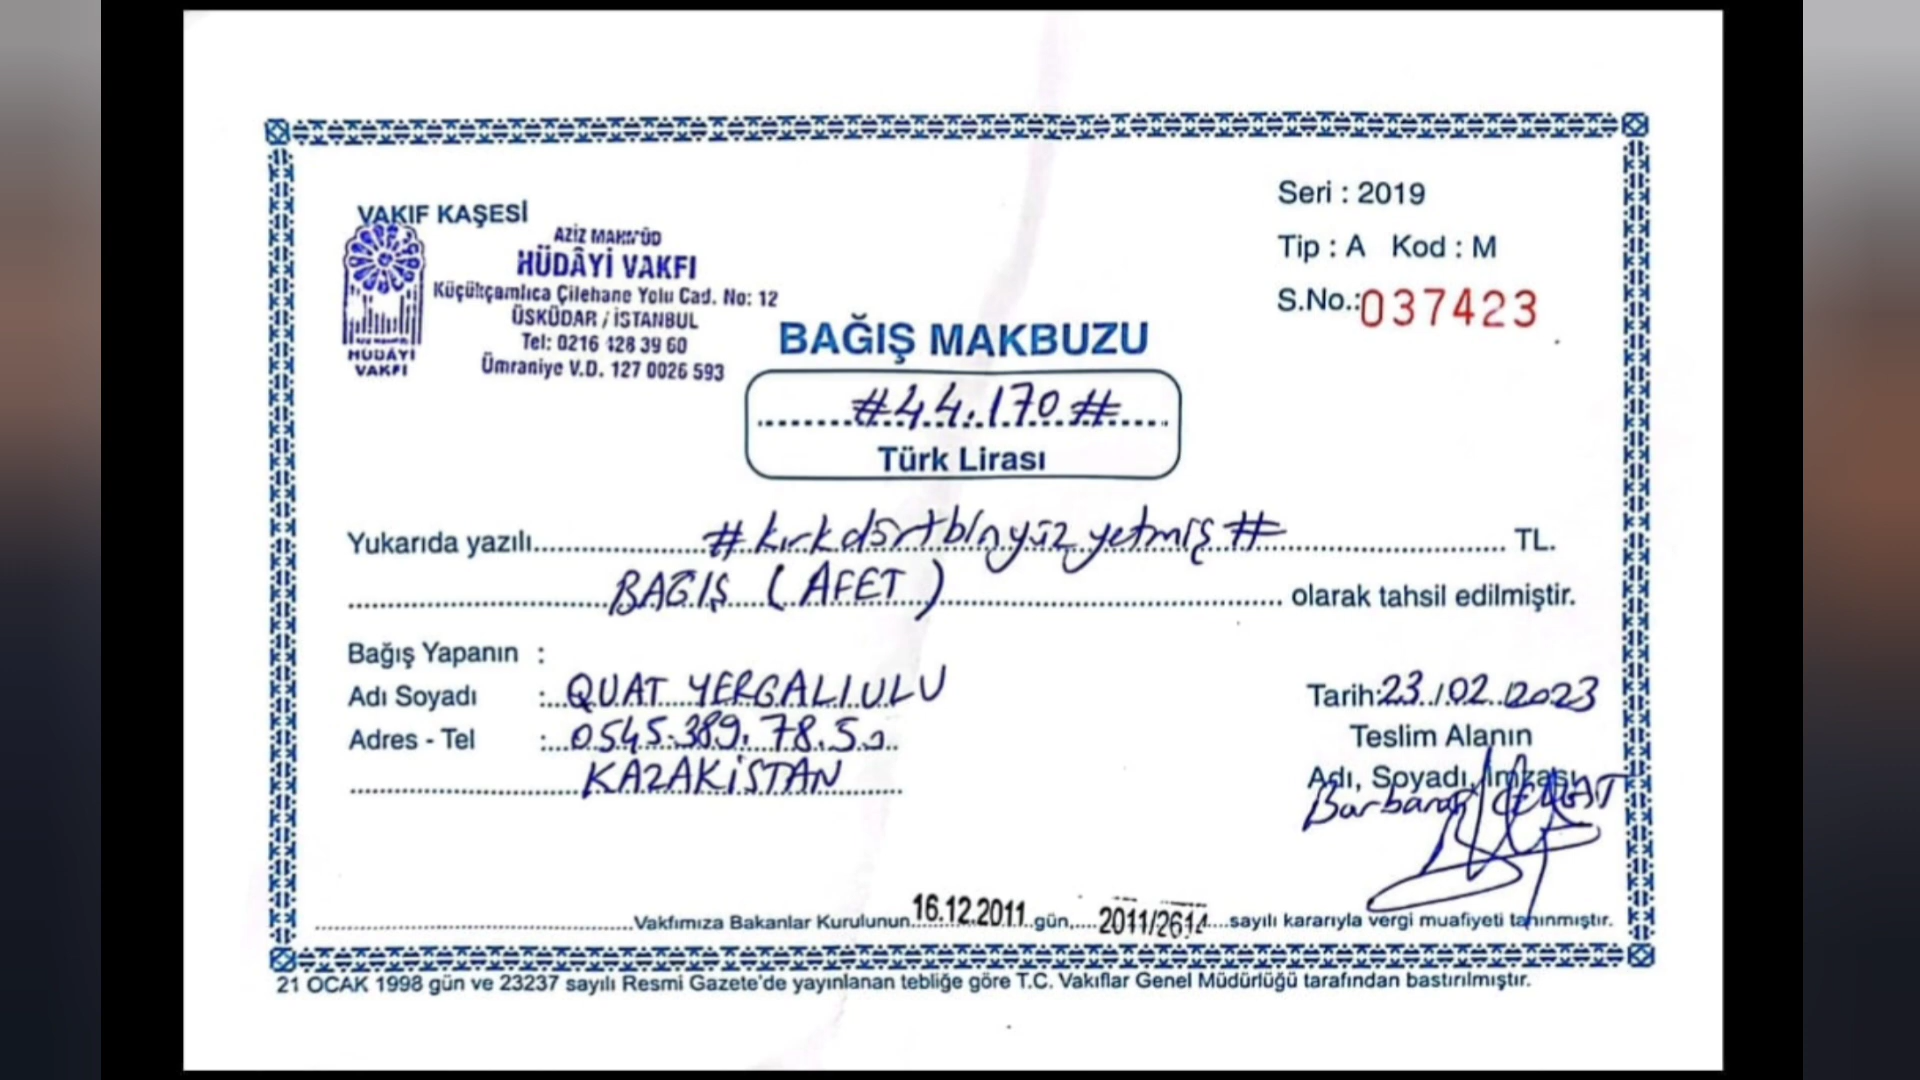 VAKIF KAŞESİ
AZİZ MAHMÛD
HÜDÂYİ VAKFI
Küçükçamlıca Çilehane Yolu Cad. No: 12
ÜSKÜDAR / İSTANBUL
Tel: 0216 428 39 60
Ümraniye V.D. 127 0026 593
HÜDÂYİ
VAKFI
Seri : 2019
Tip : A Kod : M
S.No.: 037423
BAĞIŞ MAKBUZU
#44.170#
Türk Lirası
Yukarıda yazılı #kırkdörtbinyüzyetmiş# TL.
BAĞIŞ (AFET) olarak tahsil edilmiştir.
Bağış Yapanın :
Adı Soyadı : QUAT YERGALIULU
Adres - Tel : 0545.389.78.5
KAZAKİSTAN
Tarih: 23/02/2023
Teslim Alanın
Adı, Soyadı, İmzası
Vakfımıza Bakanlar Kurulunun 16.12.2011 gün, 2011/2614 sayılı kararıyla vergi muafiyeti tanınmıştır.
21 OCAK 1998 gün ve 23237 sayılı Resmi Gazete'de yayınlanan tebliğe göre T.C. Vakıflar Genel Müdürlüğü tarafından bastırılmıştır.